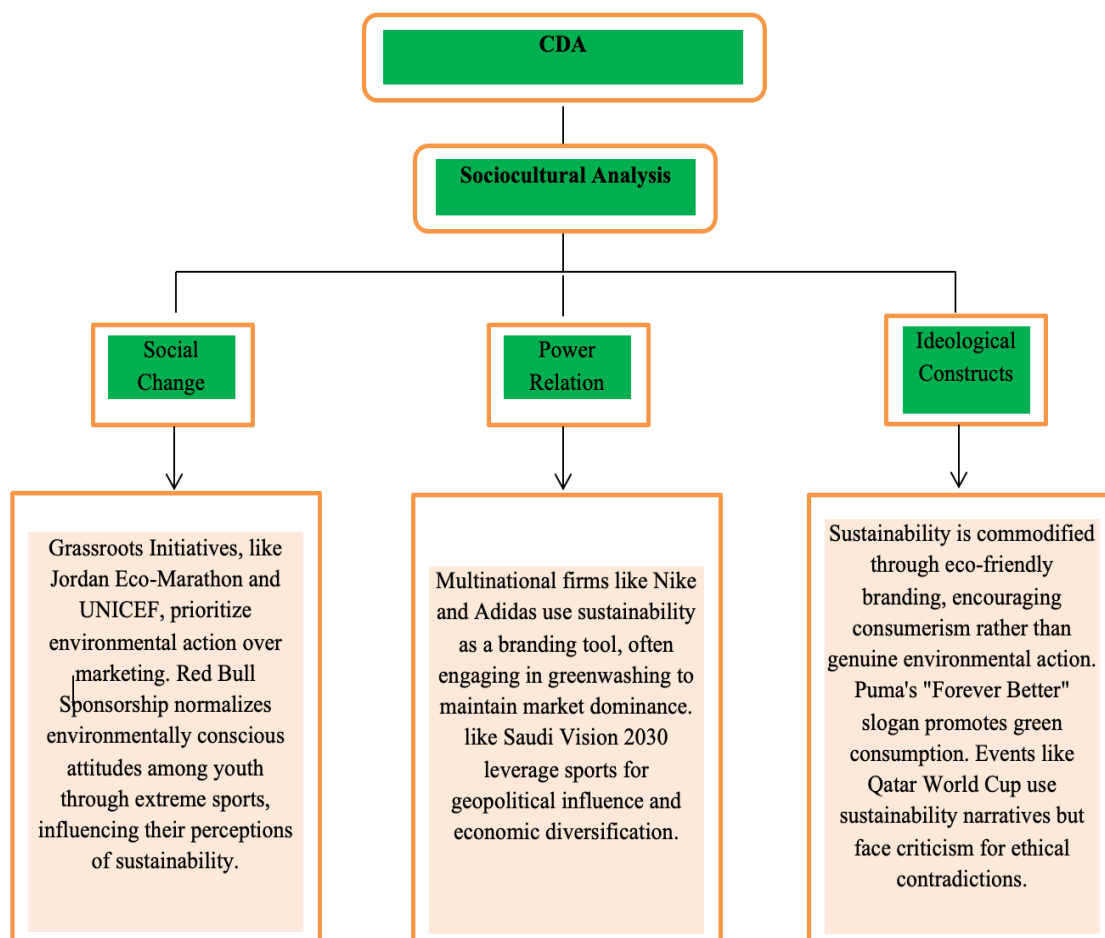 CDA
Sociocultural Analysis
Social
Change
Power
Relation
Ideological
Constructs
Grassroots Initiatives, like
Jordan Eco-Marathon and
UNICEF, prioritize
environmental action over
marketing. Red Bull
Sponsorship normalizes
environmentally conscious
attitudes among youth
through extreme sports,
influencing their perceptions
of sustainability.
Multinational firms like Nike
and Adidas use sustainability
as a branding tool, often
engaging in greenwashing to
maintain market dominance.
like Saudi Vision 2030
leverage sports for
geopolitical influence and
economic diversification.
Sustainability is commodified
through eco-friendly
branding, encouraging
consumerism rather than
genuine environmental action.
Puma's "Forever Better"
slogan promotes green
consumption. Events like
Qatar World Cup use
sustainability narratives but
face criticism for ethical
contradictions.